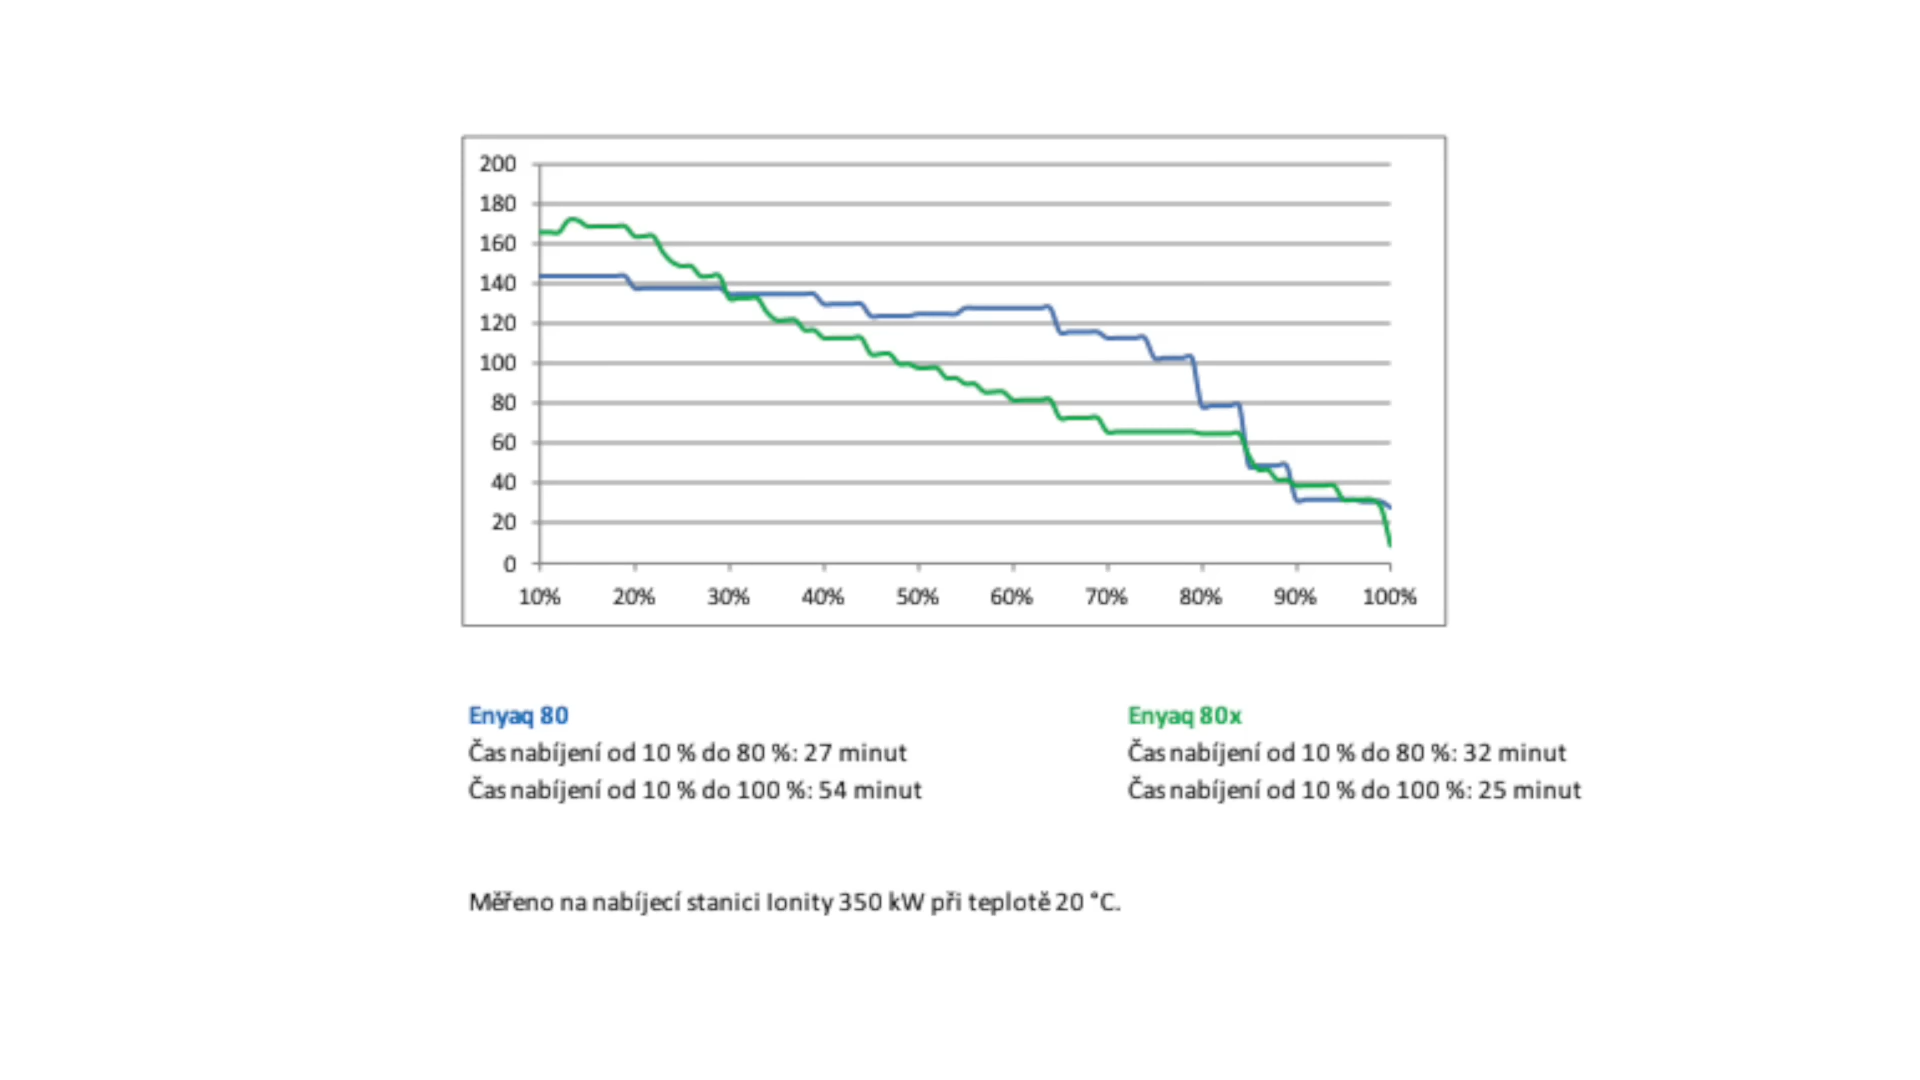 200
180
160
140
120
100
80
60
40
20
0
10% 20% 30% 40% 50% 60% 70% 80% 90% 100%
Enyaq 80
Čas nabíjení od 10 % do 80 %: 27 minut
Čas nabíjení od 10 % do 100 %: 54 minut
Enyaq 80x
Čas nabíjení od 10 % do 80 %: 32 minut
Čas nabíjení od 10 % do 100 %: 25 minut
Měřeno na nabíjecí stanici Ionity 350 kW při teplotě 20 °C.